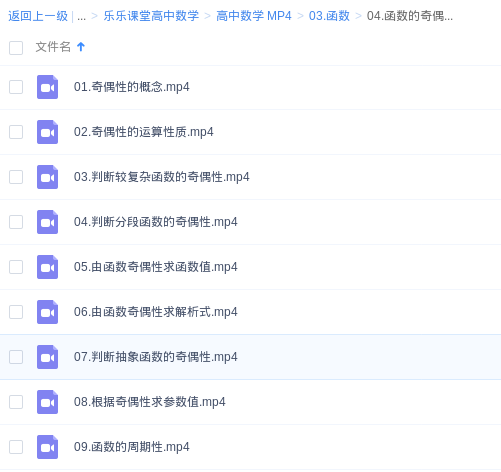 返回上一级 | ... > 乐乐课堂高中数学 > 高中数学 MP4 > 03.函数 > 04.函数的奇偶...
文件名
01.奇偶性的概念.mp4
02.奇偶性的运算性质.mp4
03.判断较复杂函数的奇偶性.mp4
04.判断分段函数的奇偶性.mp4
05.由函数奇偶性求函数值.mp4
06.由函数奇偶性求解析式.mp4
07.判断抽象函数的奇偶性.mp4
08.根据奇偶性求参数值.mp4
09.函数的周期性.mp4